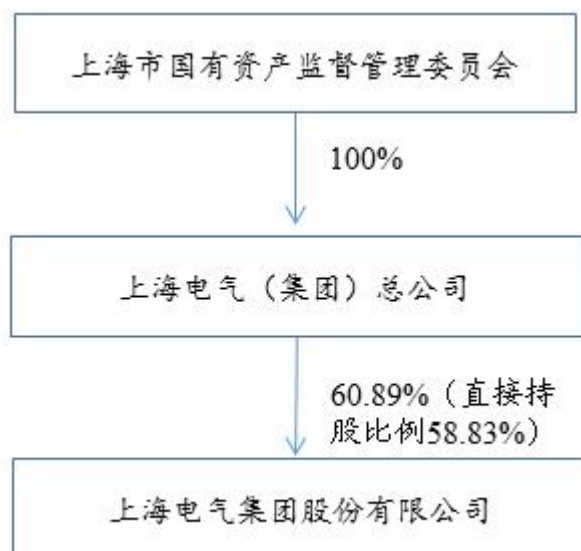 上海市国有资产监督管理委员会
100%
上海电气（集团）总公司
60.89%（直接持
股比例58.83%）
上海电气集团股份有限公司